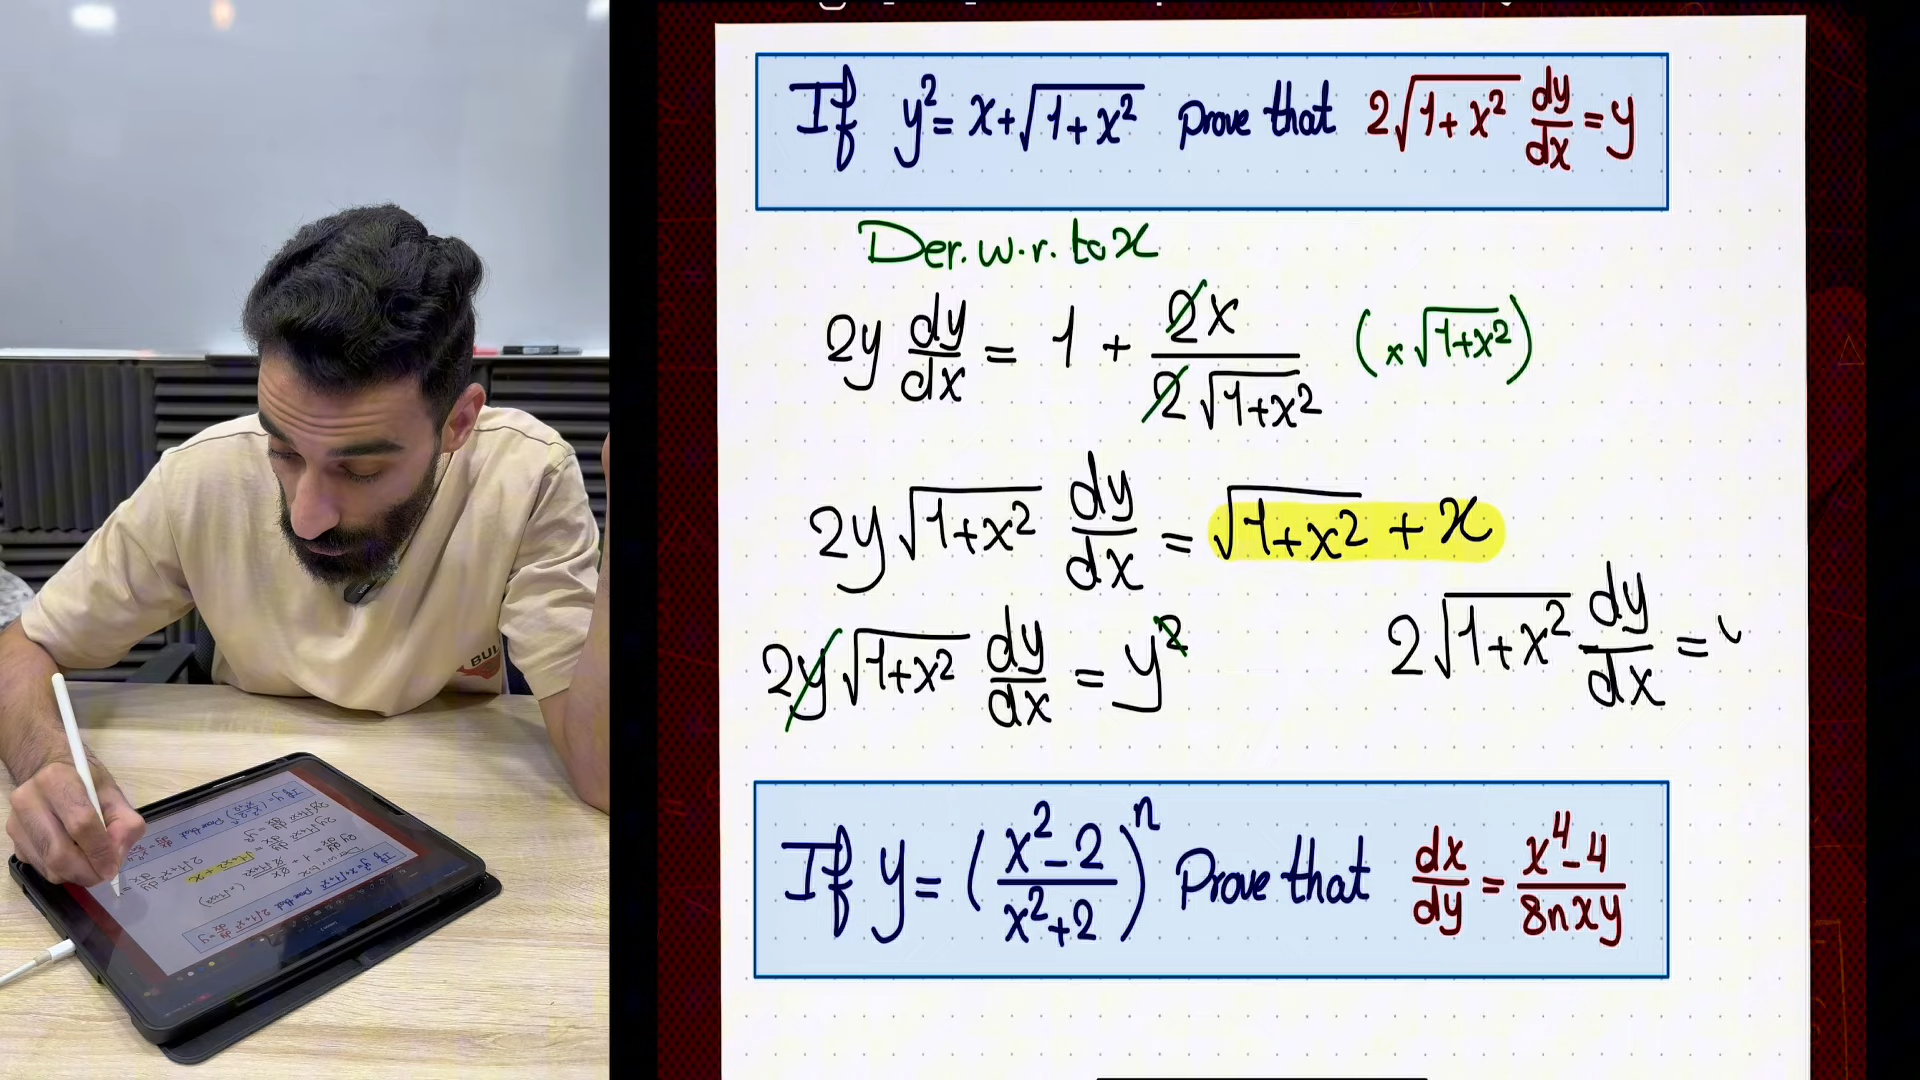 If y² = x + √(1+x²) prove that 2√(1+x²) dy/dx = y
Der. w.r. to x
2y dy/dx = 1 + 2x/(2√(1+x²)) (× √(1+x²))
2y √(1+x²) dy/dx = √(1+x²) + x
2y √(1+x²) dy/dx = y²
2√(1+x²) dy/dx =
If y = ((x²-2)/(x²+2))ⁿ Prove that dx/dy = (x⁴-4)/(8nxy)
BUL